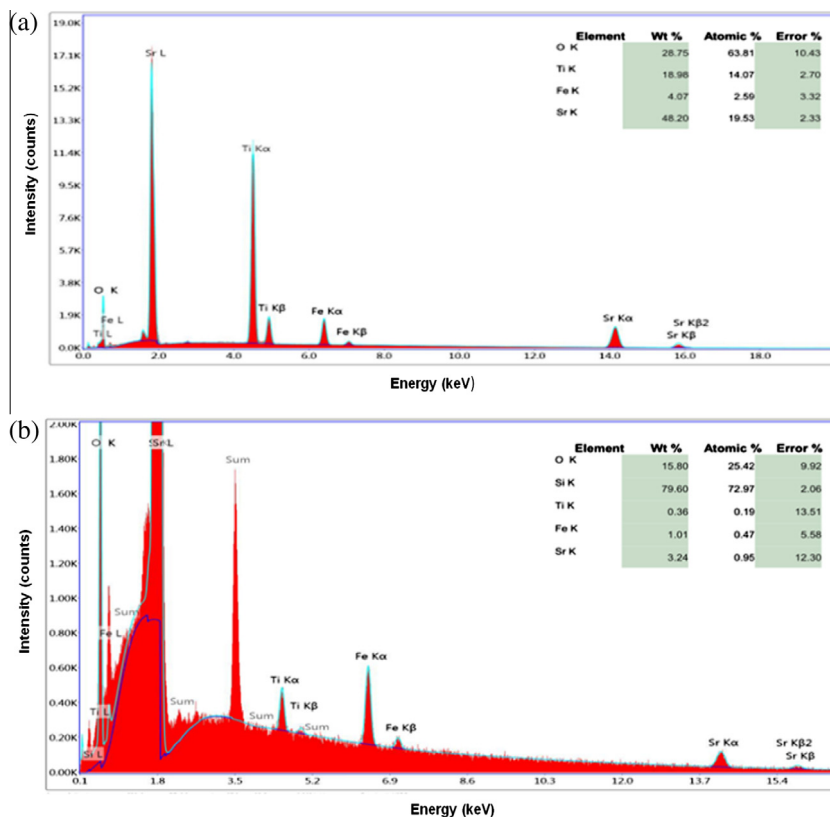 (a)
19.0K
17.1K
15.2K
13.3K
11.4K
9.5K
7.6K
5.7K
3.8K
1.9K
0.0K
Intensity (counts)
Sr L
Ti Kα
O K
Fe L
Ti L
Ti Kβ
Fe Kα
Fe Kβ
Sr Kα
Sr Kβ2
Sr Kβ
Element Wt % Atomic % Error %
O K 28.75 63.81 10.43
Ti K 18.98 14.07 2.70
Fe K 4.07 2.59 3.32
Sr K 48.20 19.53 2.33
0.0 2.0 4.0 6.0 8.0 10.0 12.0 14.0 16.0 18.0
Energy (keV)
(b)
2.00K
1.80K
1.60K
1.40K
1.20K
1.00K
0.80K
0.60K
0.40K
0.20K
0.00K
Intensity (counts)
O K
Sr L
Sum
Sum
Fe L
Ti L
Si L
Sum
Sum
Ti Kα
Ti Kβ
Sum
Fe Kα
Fe Kβ
Sr Kα
Sr Kβ2
Sr Kβ
Element Wt % Atomic % Error %
O K 15.80 25.42 9.92
Si K 79.60 72.97 2.06
Ti K 0.36 0.19 13.51
Fe K 1.01 0.47 5.58
Sr K 3.24 0.95 12.30
0.1 1.8 3.5 5.2 6.9 8.6 10.3 12.0 13.7 15.4
Energy (keV)